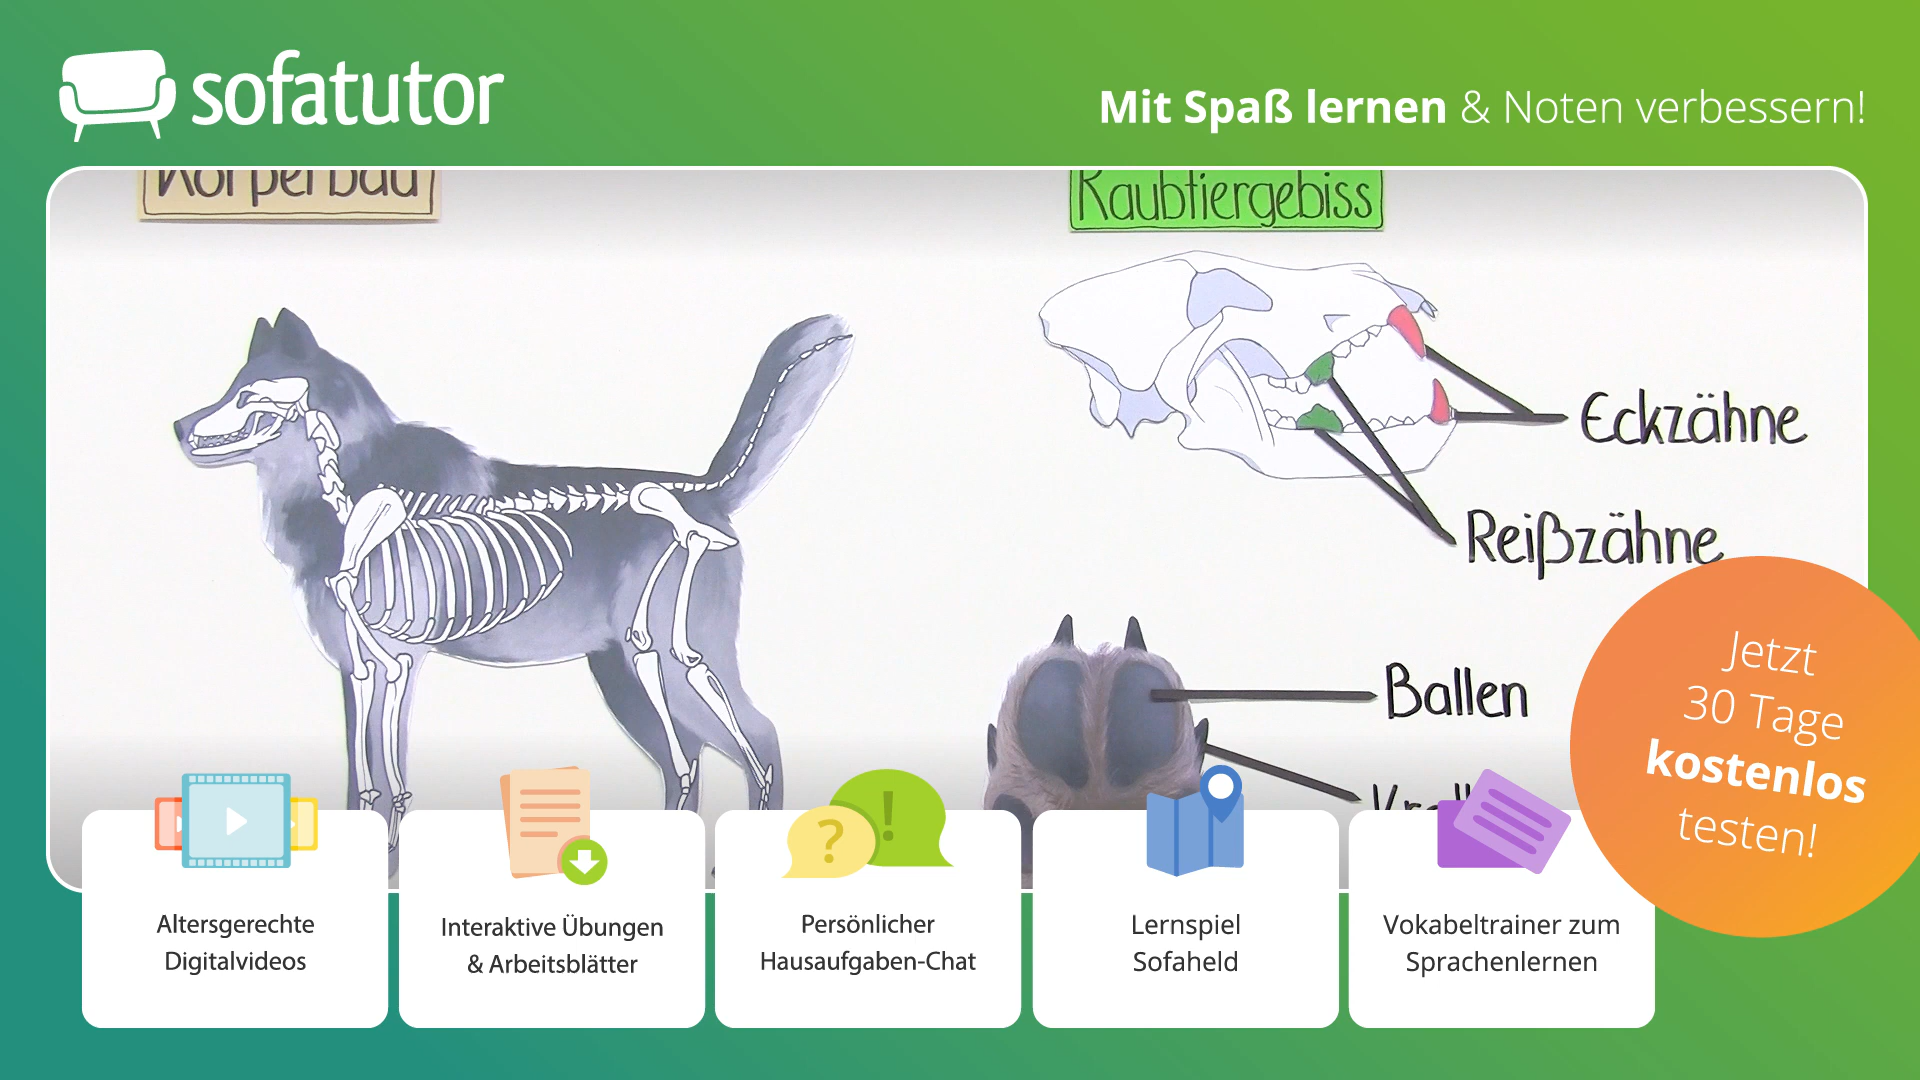 sofatutor
Mit Spaß lernen & Noten verbessern!
Körperbau
Raubtiergebiss
Eckzähne
Reißzähne
Ballen
Jetzt
30 Tage
kostenlos
testen!
?
!
Altersgerechte
Digitalvideos
Interaktive Übungen
& Arbeitsblätter
Persönlicher
Hausaufgaben-Chat
Lernspiel
Sofaheld
Vokabeltrainer zum
Sprachenlernen